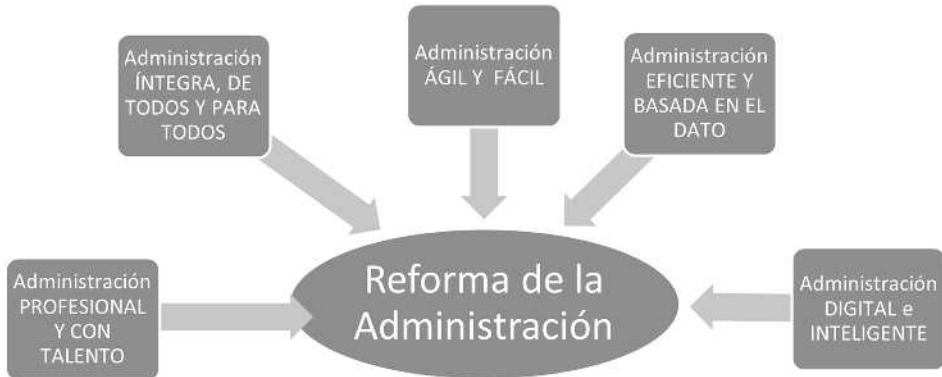 Administración
ÍNTEGRA, DE
TODOS Y PARA
TODOS
Administración
ÁGIL Y FÁCIL
Administración
EFICIENTE Y
BASADA EN EL
DATO
Administración
PROFESIONAL
Y CON
TALENTO
Reforma de la
Administración
Administración
DIGITAL e
INTELIGENTE